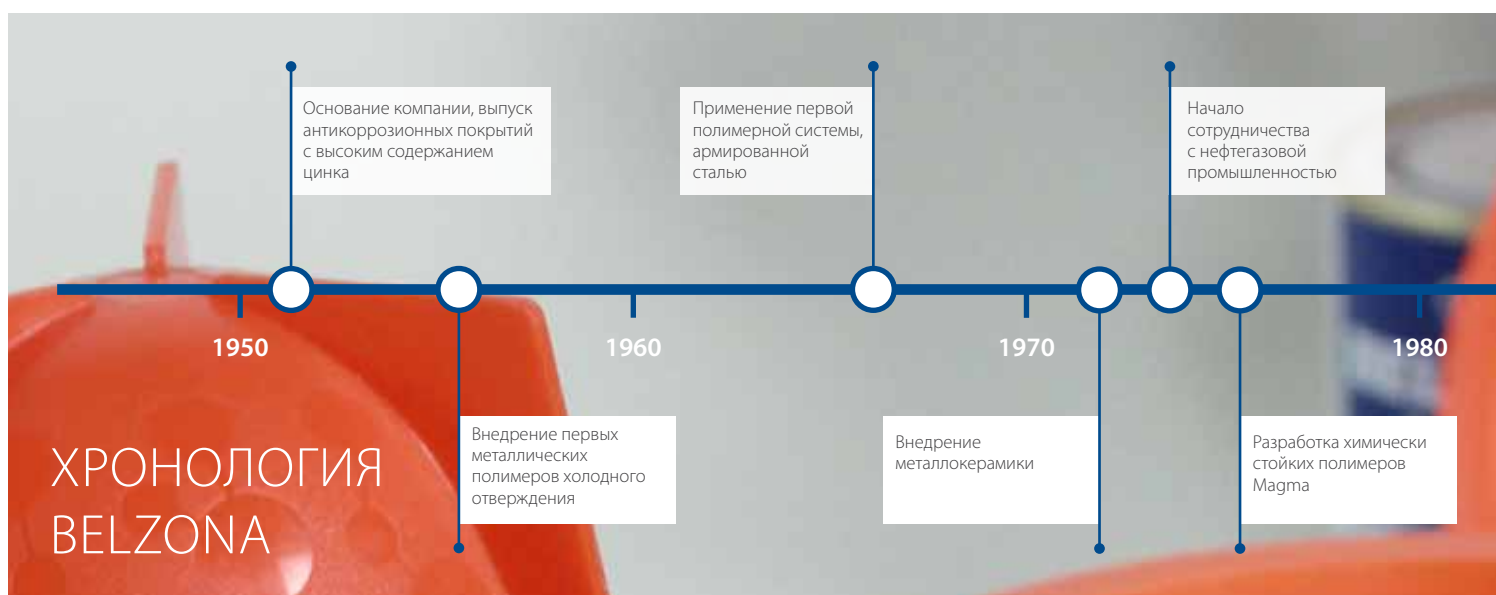 Основание компании, выпуск
антикоррозионных покрытий
с высоким содержанием
цинка
Применение первой
полимерной системы,
армированной
сталью
Начало
сотрудничества
с нефтегазовой
промышленностью
1950
1960
1970
1980
ХРОНОЛОГИЯ
BELZONA
Внедрение первых
металлических
полимеров холодного
отверждения
Внедрение
металлокерамики
Разработка химически
стойких полимеров
Magma